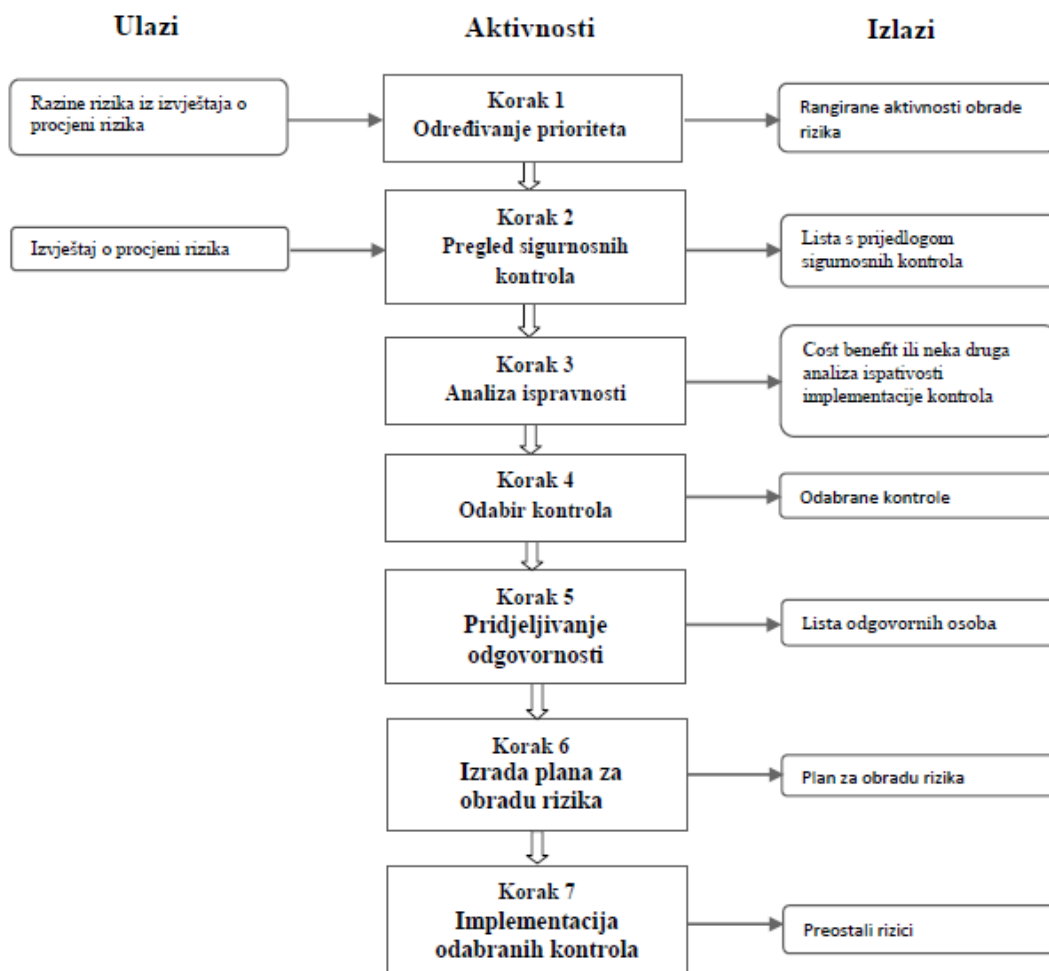 Ulazi
Aktivnosti
Izlazi
Razine rizika iz izvještaja o
procjeni rizika
Korak 1
Određivanje prioriteta
Rangirane aktivnosti obrade
rizika
Izvještaj o procjeni rizika
Korak 2
Pregled sigurnosnih
kontrola
Lista s prijedlogom
sigurnosnih kontrola
Korak 3
Analiza ispravnosti
Cost benefit ili neka druga
analiza ispativosti
implementacije kontrola
Korak 4
Odabir kontrola
Odabrane kontrole
Korak 5
Pridjeljivanje
odgovornosti
Lista odgovornih osoba
Korak 6
Izrada plana za
obradu rizika
Plan za obradu rizika
Korak 7
Implementacija
odabranih kontrola
Preostali rizici